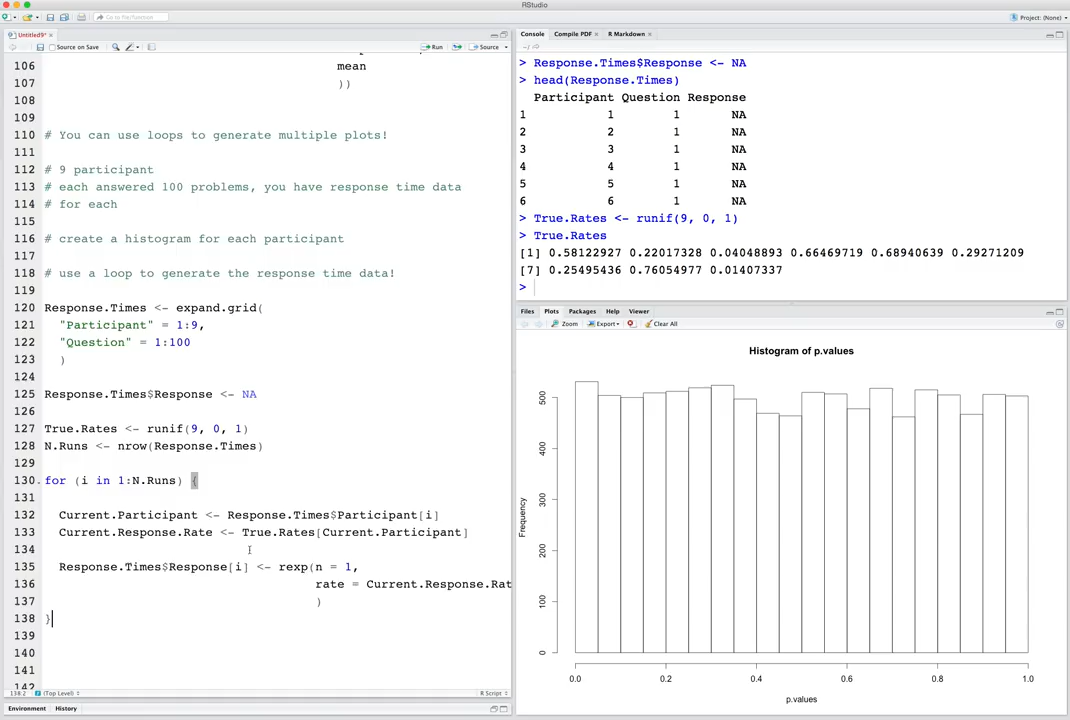 RStudio
Go to file/function
Project: (None)
Untitled9*
Source on Save
Run
Source
106 mean
107 ))
108
109
110 # You can use loops to generate multiple plots!
111
112 # 9 participant
113 # each answered 100 problems, you have response time data
114 # for each
115
116 # create a histogram for each participant
117
118 # use a loop to generate the response time data!
119
120 Response.Times <- expand.grid(
121 "Participant" = 1:9,
122 "Question" = 1:100
123 )
124
125 Response.Times$Response <- NA
126
127 True.Rates <- runif(9, 0, 1)
128 N.Runs <- nrow(Response.Times)
129
130 for (i in 1:N.Runs) {
131
132 Current.Participant <- Response.Times$Participant[i]
133 Current.Response.Rate <- True.Rates[Current.Participant]
134
135 Response.Times$Response[i] <- rexp(n = 1,
136 rate = Current.Response.Rat
137 )
138 }
139
140
141
142
138:2 (Top Level) R Script
Environment History
Console Compile PDF R Markdown
~/
> Response.Times$Response <- NA
> head(Response.Times)
Participant Question Response
1 1 1 NA
2 2 1 NA
3 3 1 NA
4 4 1 NA
5 5 1 NA
6 6 1 NA
> True.Rates <- runif(9, 0, 1)
> True.Rates
[1] 0.58122927 0.22017328 0.04048893 0.66469719 0.68940639 0.29271209
[7] 0.25495436 0.76054977 0.01407337
>
Files Plots Packages Help Viewer
Zoom Export Clear All
Histogram of p.values
Frequency
500
400
300
200
100
0
0.0 0.2 0.4 0.6 0.8 1.0
p.values